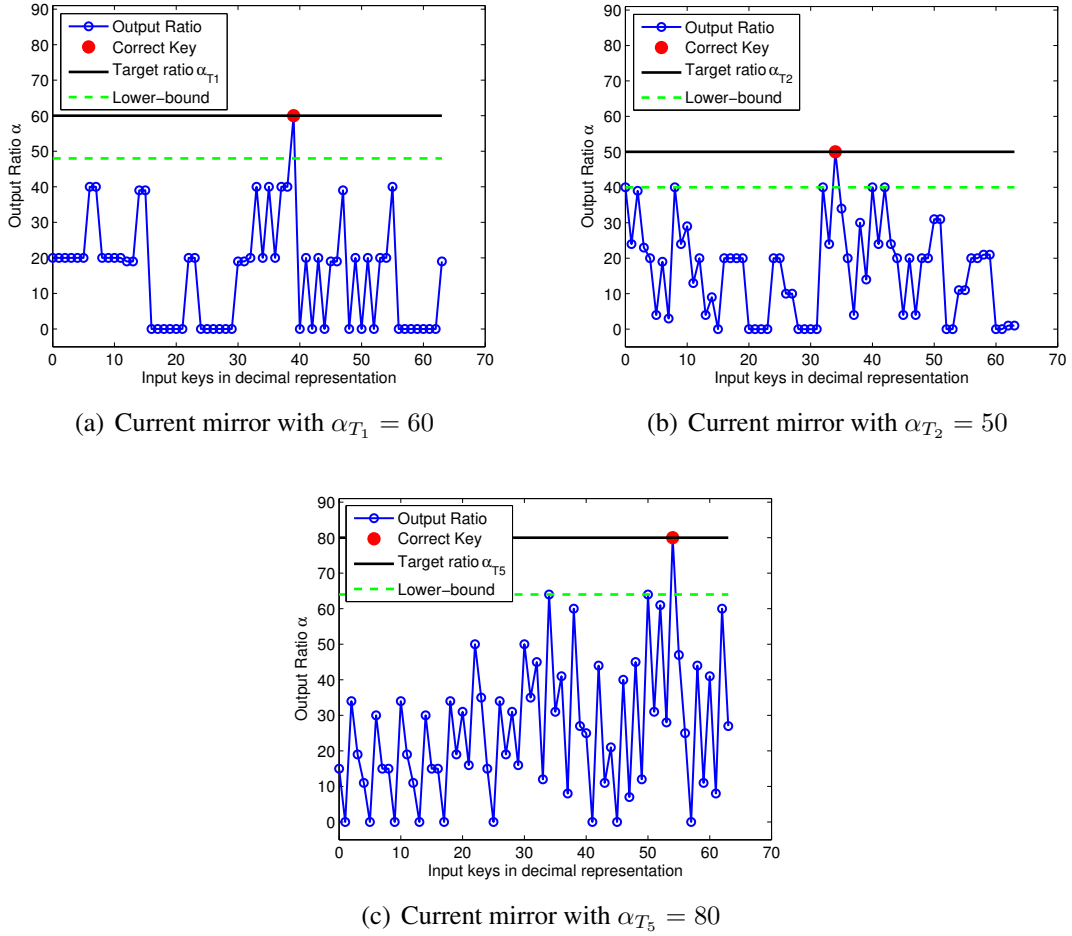 90
80
70
60
50
40
30
20
10
0
Output Ratio α
Output Ratio
Correct Key
Target ratio α_T1
Lower−bound
0 10 20 30 40 50 60 70
Input keys in decimal representation
(a) Current mirror with α_{T_1} = 60
90
80
70
60
50
40
30
20
10
0
Output Ratio α
Output Ratio
Correct Key
Target ratio α_T2
Lower−bound
0 10 20 30 40 50 60 70
Input keys in decimal representation
(b) Current mirror with α_{T_2} = 50
90
80
70
60
50
40
30
20
10
0
Output Ratio α
Output Ratio
Correct Key
Target ratio α_T5
Lower−bound
0 10 20 30 40 50 60 70
Input keys in decimal representation
(c) Current mirror with α_{T_5} = 80